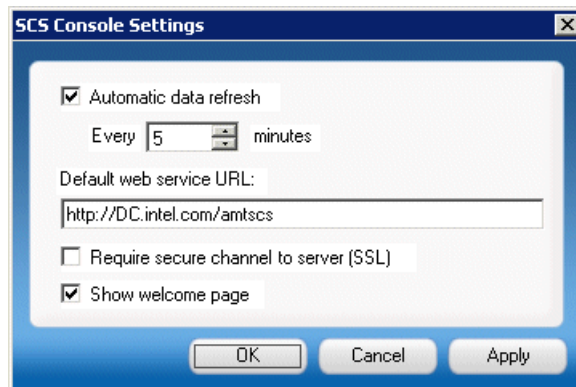 SCS Console Settings
Automatic data refresh
Every 5 minutes
Default web service URL:
http://DC.intel.com/amtscs
Require secure channel to server (SSL)
Show welcome page
OK Cancel Apply